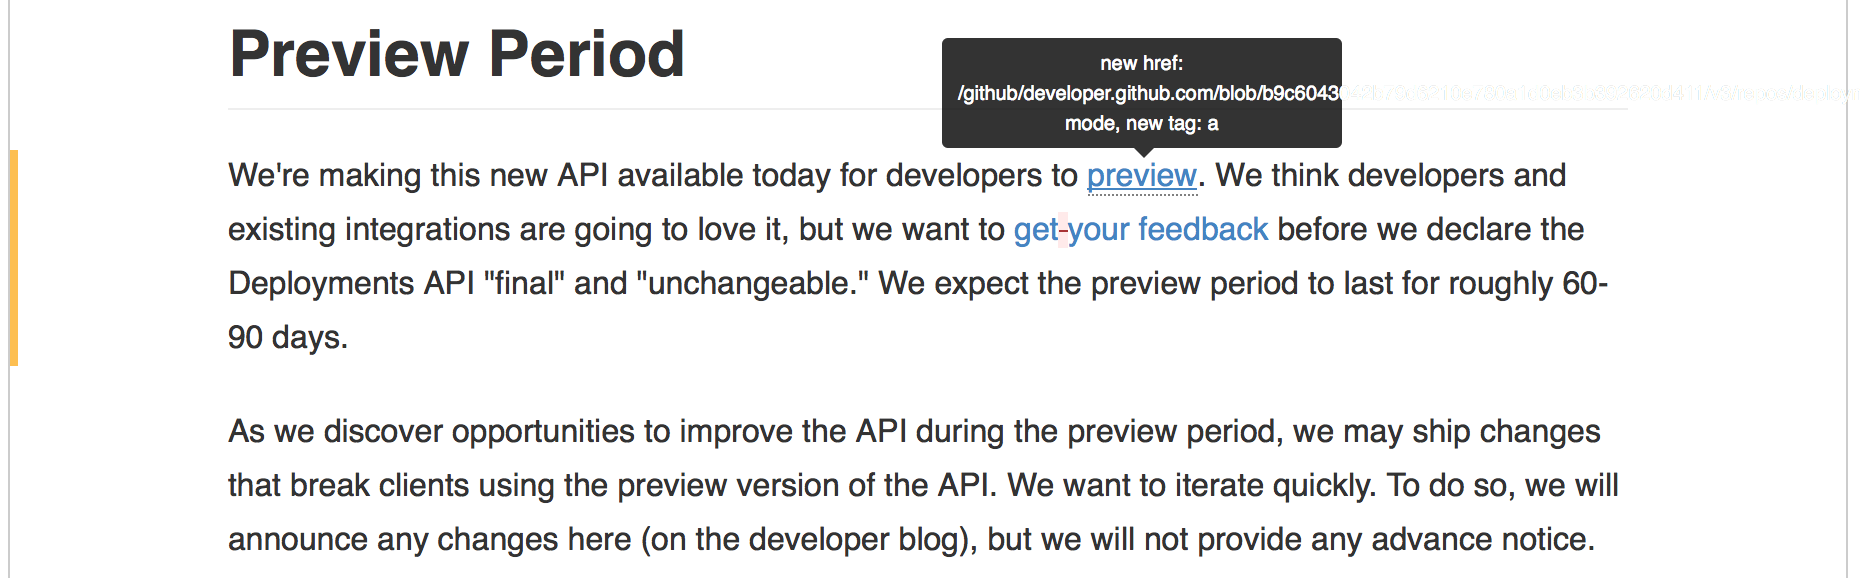 Preview Period
new href:
/github/developer.github.com/blob/b9c6043
mode, new tag: a
We're making this new API available today for developers to preview. We think developers and
existing integrations are going to love it, but we want to get-your feedback before we declare the
Deployments API "final" and "unchangeable." We expect the preview period to last for roughly 60-
90 days.
As we discover opportunities to improve the API during the preview period, we may ship changes
that break clients using the preview version of the API. We want to iterate quickly. To do so, we will
announce any changes here (on the developer blog), but we will not provide any advance notice.